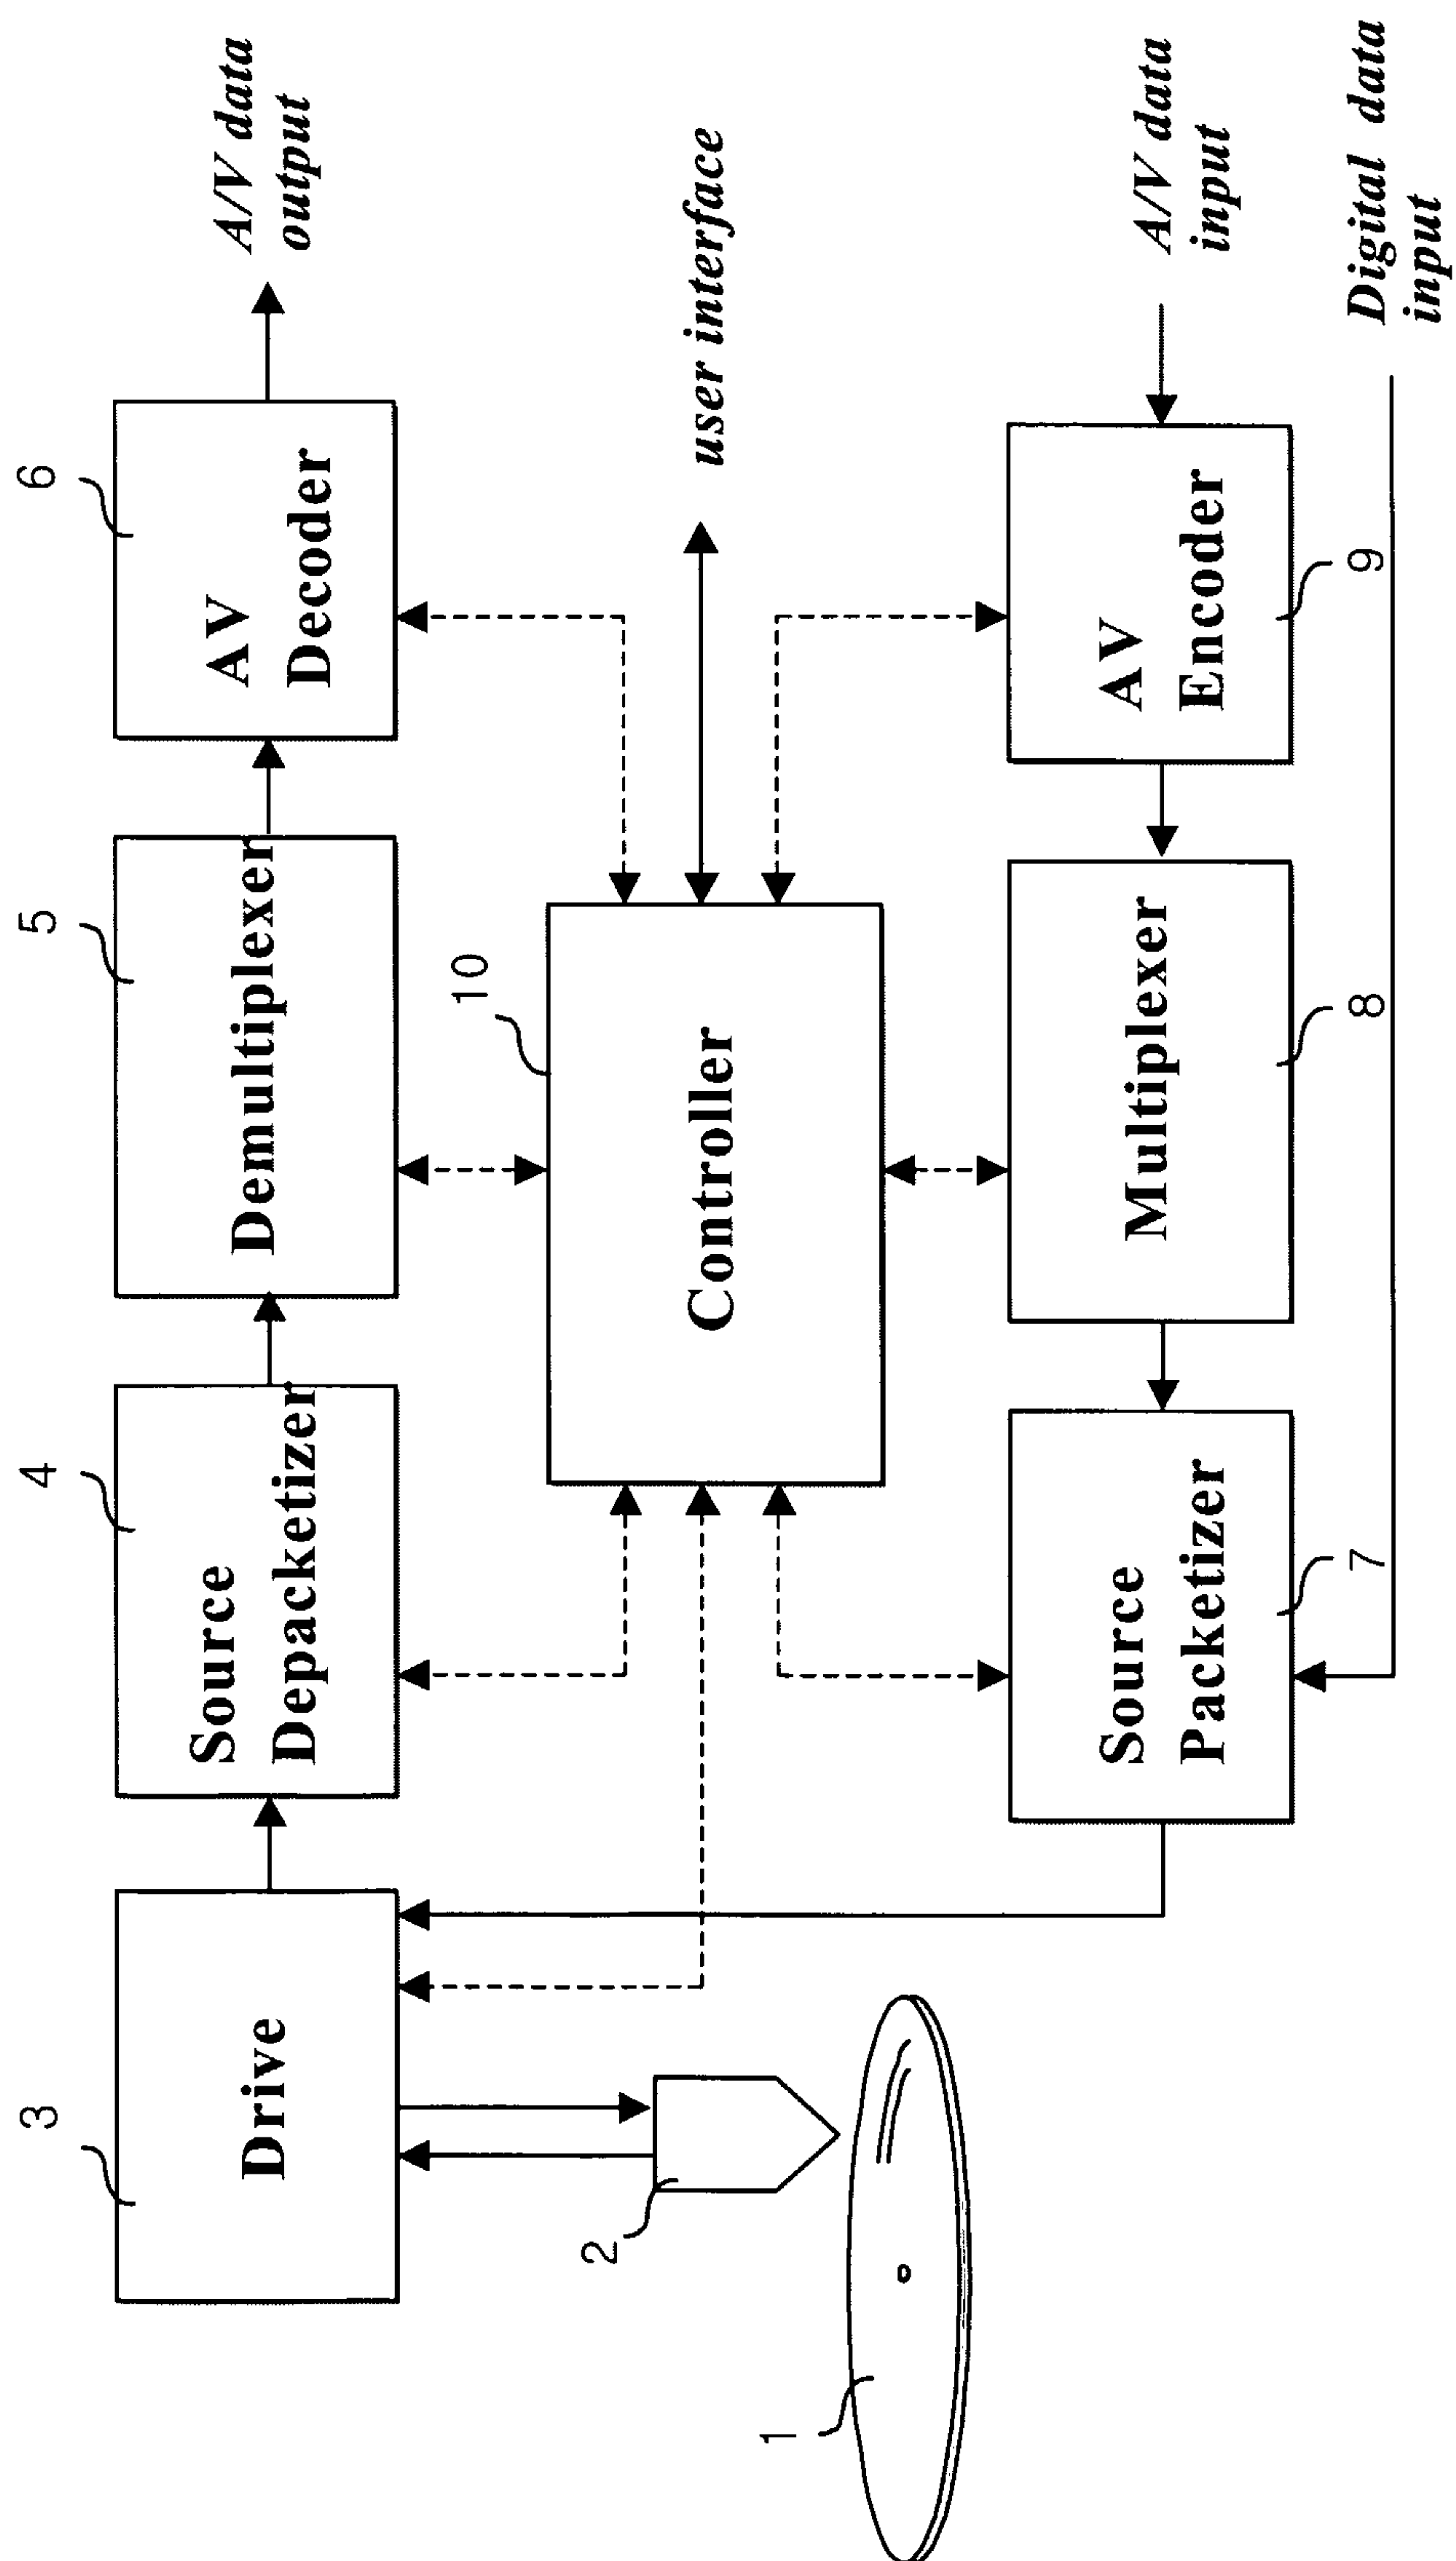 3
Drive
4
Source
Depacketizer
5
Demultiplexer
6
AV
Decoder
A/V data
output
10
Controller
user interface
2
1
Source
Packetizer
7
Multiplexer
8
AV
Encoder
9
A/V data
input
Digital data
input